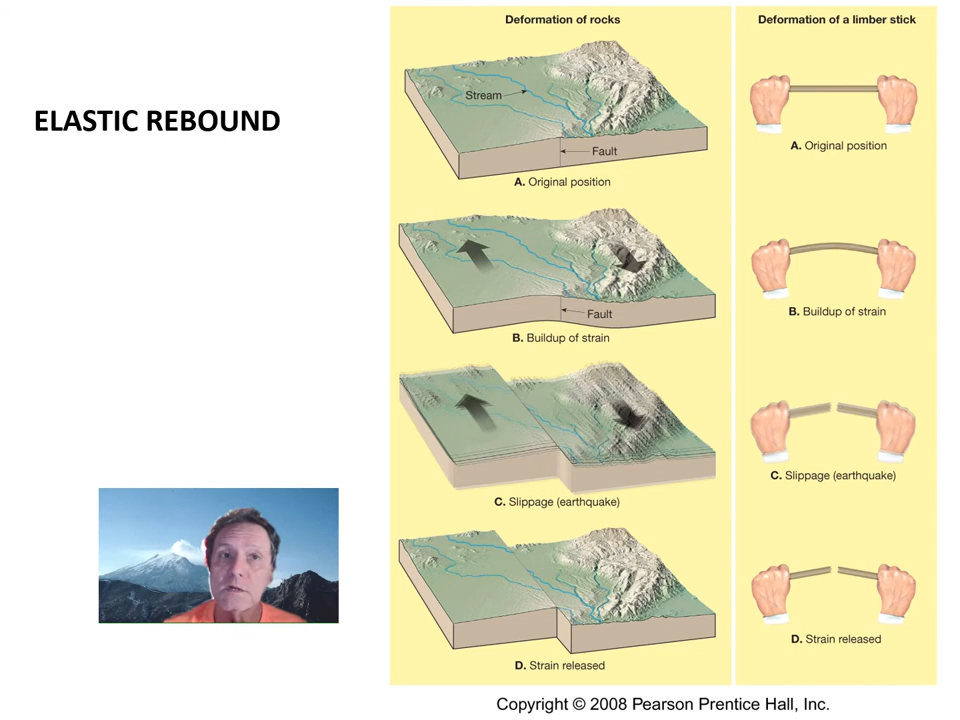 ELASTIC REBOUND
Deformation of rocks
Stream
Fault
A. Original position
Fault
B. Buildup of strain
C. Slippage (earthquake)
D. Strain released
Deformation of a limber stick
A. Original position
B. Buildup of strain
C. Slippage (earthquake)
D. Strain released
Copyright © 2008 Pearson Prentice Hall, Inc.